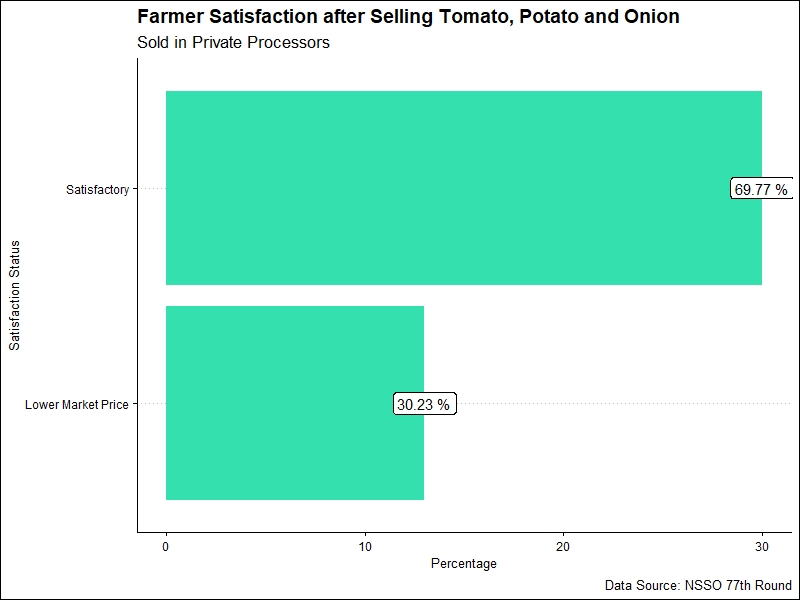 Farmer Satisfaction after Selling Tomato, Potato and Onion
Sold in Private Processors
Satisfaction Status
Satisfactory
69.77 %
Lower Market Price
30.23 %
0 10 20 30
Percentage
Data Source: NSSO 77th Round